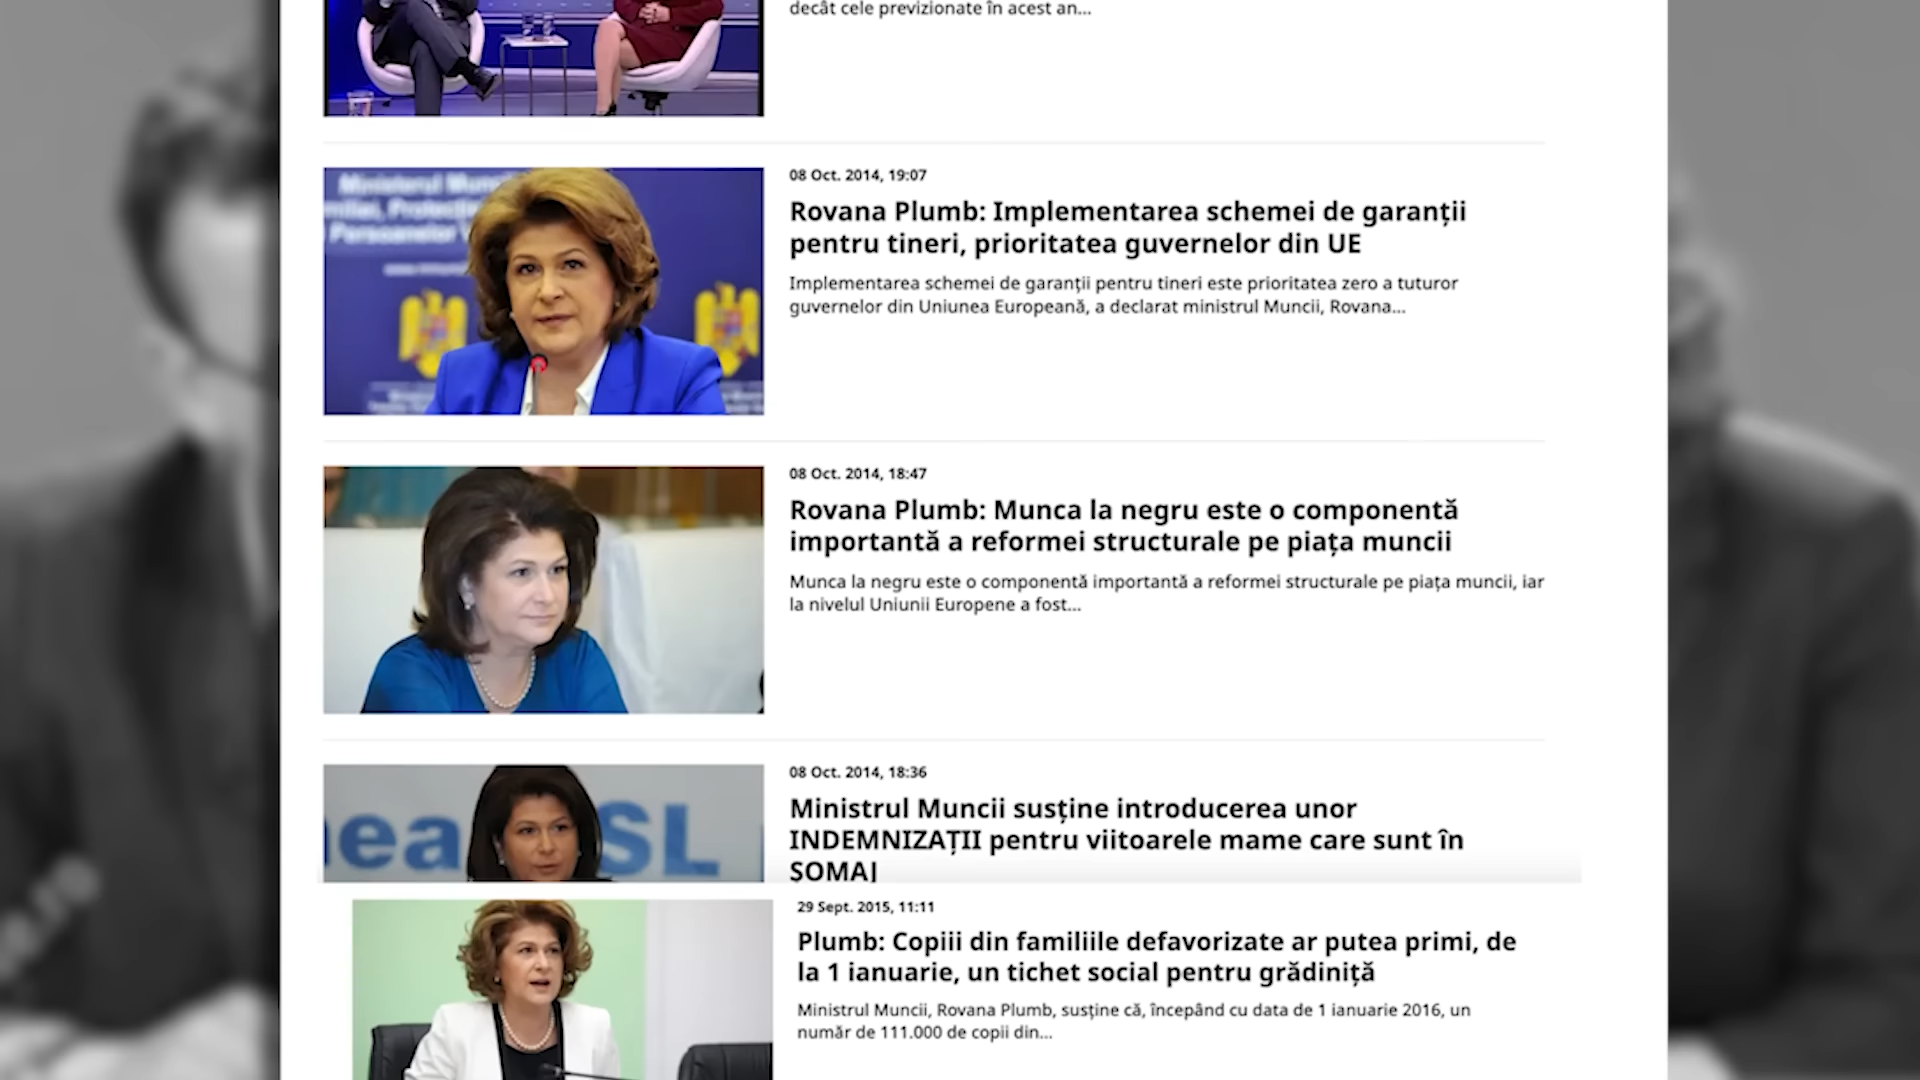 decât cele previzionate în acest an...
Ministerul Muncii
Persoanelor V
08 Oct. 2014, 19:07
Rovana Plumb: Implementarea schemei de garanții
pentru tineri, prioritatea guvernelor din UE
Implementarea schemei de garanții pentru tineri este prioritatea zero a tuturor
guvernelor din Uniunea Europeană, a declarat ministrul Muncii, Rovana...
08 Oct. 2014, 18:47
Rovana Plumb: Munca la negru este o componentă
importantă a reformei structurale pe piața muncii
Munca la negru este o componentă importantă a reformei structurale pe piața muncii, iar
la nivelul Uniunii Europene a fost...
nea SL
08 Oct. 2014, 18:36
Ministrul Muncii susține introducerea unor
INDEMNIZAȚII pentru viitoarele mame care sunt în
ȘOMAJ
29 Sept. 2015, 11:11
Plumb: Copiii din familiile defavorizate ar putea primi, de
la 1 ianuarie, un tichet social pentru grădiniță
Ministrul Muncii, Rovana Plumb, susține că, începând cu data de 1 ianuarie 2016, un
număr de 111.000 de copii din...